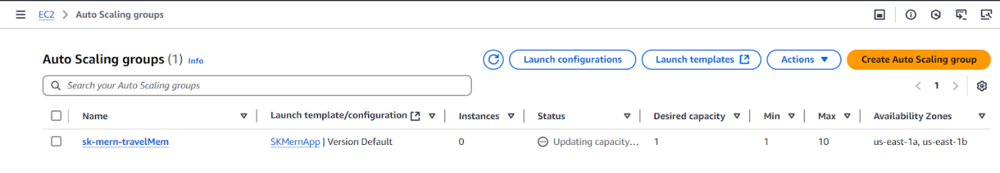 EC2 > Auto Scaling groups
Auto Scaling groups (1) Info
Launch configurations
Launch templates
Actions
Create Auto Scaling group
Search your Auto Scaling groups
1
Name Launch template/configuration Instances Status Desired capacity Min Max Availability Zones
sk-mern-travelMem SKMernApp | Version Default 0 Updating capacity... 1 1 10 us-east-1a, us-east-1b